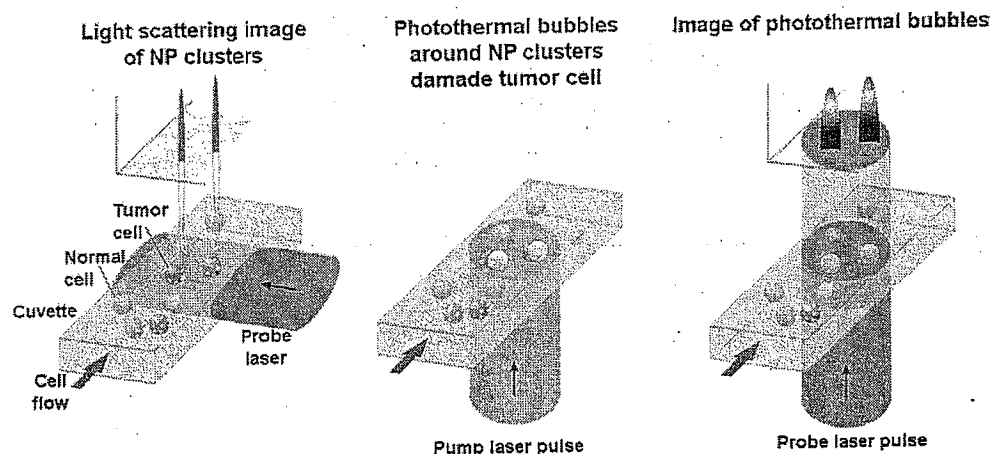 Light scattering image
of NP clusters
Photothermal bubbles
around NP clusters
damade tumor cell
Image of photothermal bubbles
Tumor
cell
Normal
cell
Cuvette
Cell
flow
Probe
laser
Pump laser pulse
Probe laser pulse